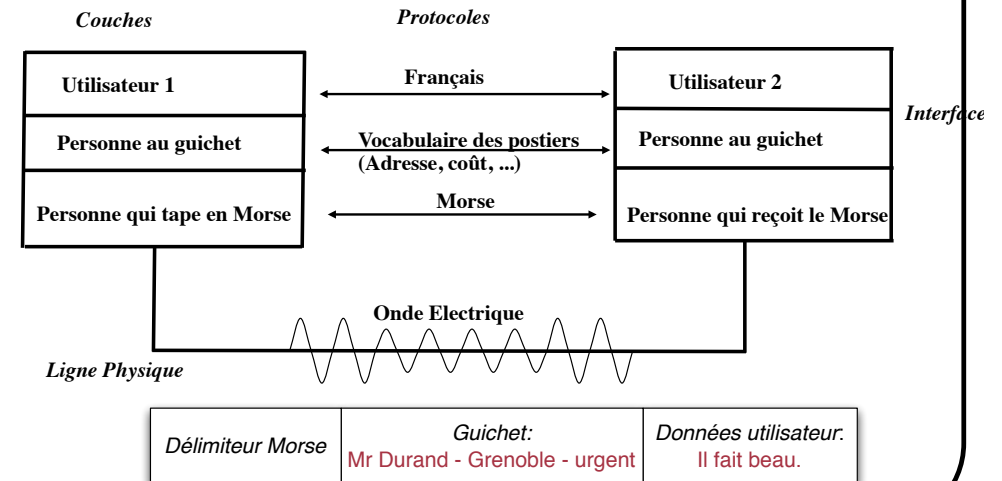 Couches
Protocoles
Utilisateur 1
Français
Utilisateur 2
Interface
Personne au guichet
Vocabulaire des postiers
(Adresse, coût, ...)
Personne au guichet
Personne qui tape en Morse
Morse
Personne qui reçoit le Morse
Onde Electrique
Ligne Physique
Délimiteur Morse
Guichet:
Mr Durand - Grenoble - urgent
Données utilisateur:
Il fait beau.